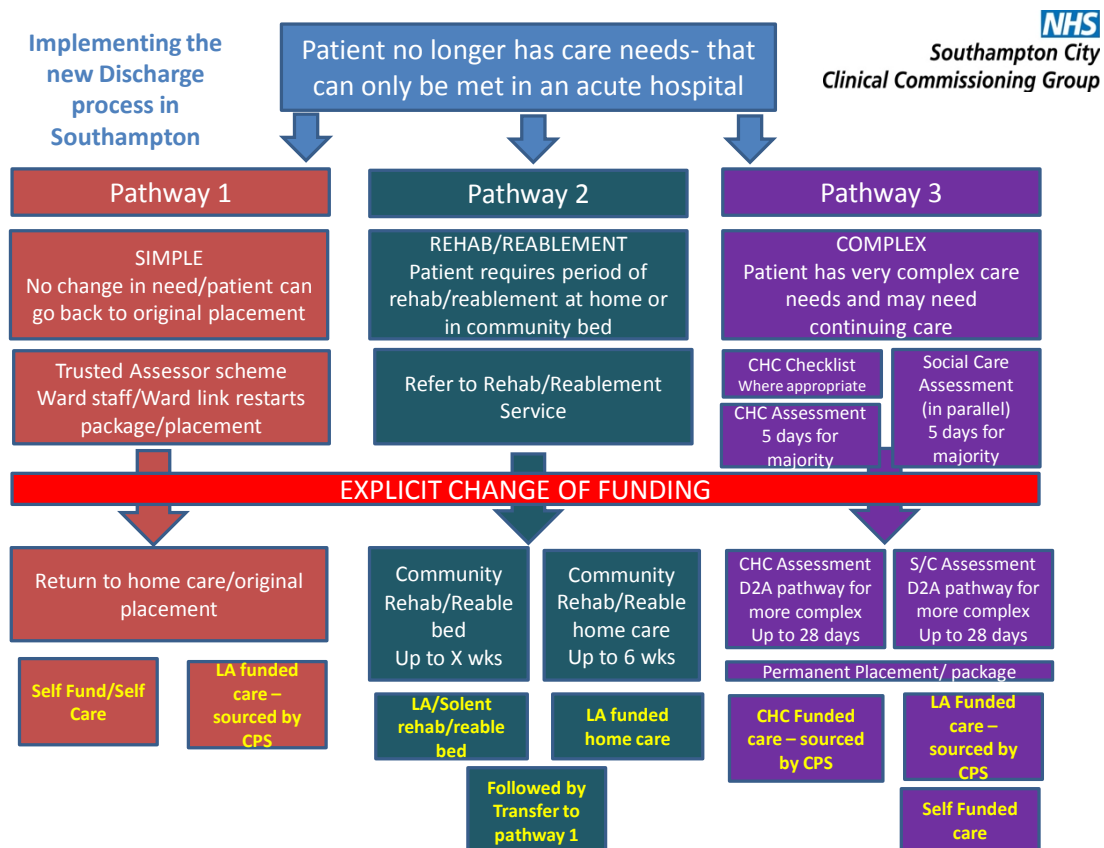 Implementing the
new Discharge
process in
Southampton
Patient no longer has care needs- that
can only be met in an acute hospital
NHS
Southampton City
Clinical Commissioning Group
Pathway 1
SIMPLE
No change in need/patient can
go back to original placement
Trusted Assessor scheme
Ward staff/Ward link restarts
package/placement
Pathway 2
REHAB/REABLEMENT
Patient requires period of
rehab/reablement at home or
in community bed
Refer to Rehab/Reablement
Service
Pathway 3
COMPLEX
Patient has very complex care
needs and may need
continuing care
CHC Checklist
Where appropriate
CHC Assessment
5 days for
majority
Social Care
Assessment
(in parallel)
5 days for
majority
EXPLICIT CHANGE OF FUNDING
Return to home care/original
placement
Self Fund/Self
Care
LA funded
care –
sourced by
CPS
Community
Rehab/Reable
bed
Up to X wks
Community
Rehab/Reable
home care
Up to 6 wks
LA/Solent
rehab/reable
bed
LA funded
home care
Followed by
Transfer to
pathway 1
CHC Assessment
D2A pathway for
more complex
Up to 28 days
S/C Assessment
D2A pathway for
more complex
Up to 28 days
Permanent Placement/ package
CHC Funded
care – sourced
by CPS
LA Funded
care –
sourced by
CPS
Self Funded
care